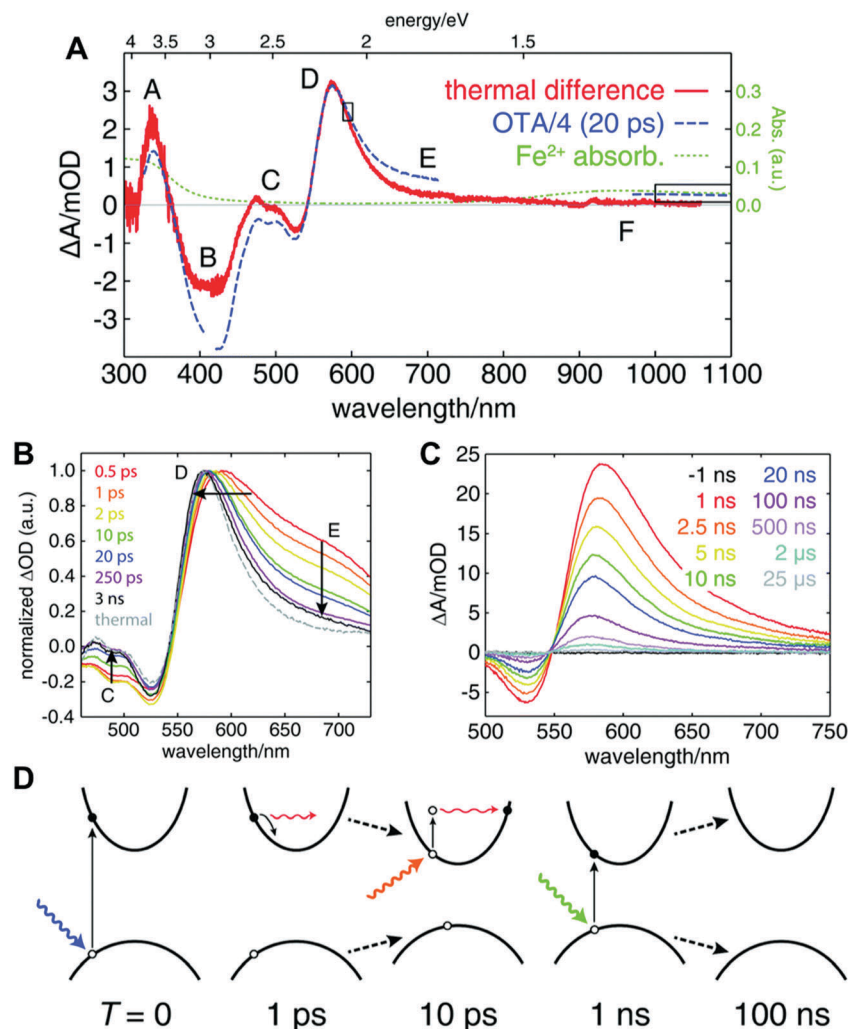 energy/eV
4 3.5 3 2.5 2 1.5
A
A
B
C
D
E
F
thermal difference
OTA/4 (20 ps)
Fe²⁺ absorb.
ΔA/mOD
3
2
1
0
-1
-2
-3
Abs. (a.u.)
0.3
0.2
0.1
0.0
300 400 500 600 700 800 900 1000 1100
wavelength/nm
B
normalized ΔOD (a.u.)
1.0
0.8
0.6
0.4
0.2
0.0
-0.2
-0.4
0.5 ps
1 ps
2 ps
10 ps
20 ps
250 ps
3 ns
thermal
D
E
C
500 550 600 650 700
wavelength/nm
C
ΔA/mOD
25
20
15
10
5
0
-5
-1 ns 20 ns
1 ns 100 ns
2.5 ns 500 ns
5 ns 2 µs
10 ns 25 µs
500 550 600 650 700 750
wavelength/nm
D
T = 0 1 ps 10 ps 1 ns 100 ns